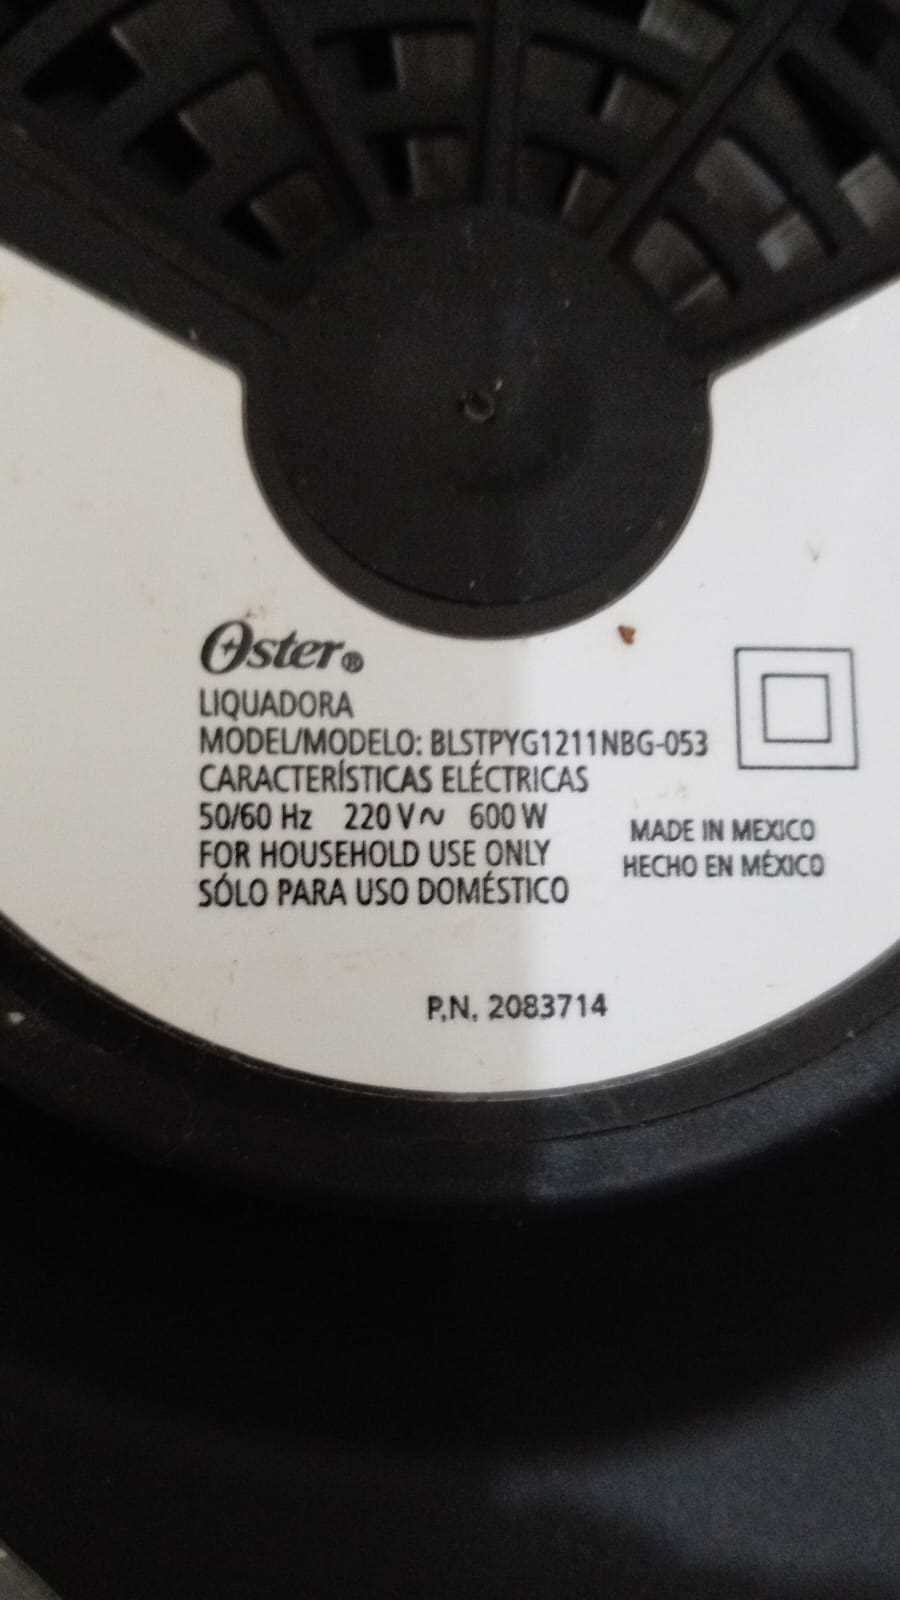 Oster®
LIQUADORA
MODEL/MODELO: BLSTPYG1211NBG-053
CARACTERÍSTICAS ELÉCTRICAS
50/60 Hz 220 V~ 600 W
FOR HOUSEHOLD USE ONLY
SÓLO PARA USO DOMÉSTICO
MADE IN MEXICO
HECHO EN MÉXICO
P.N. 2083714